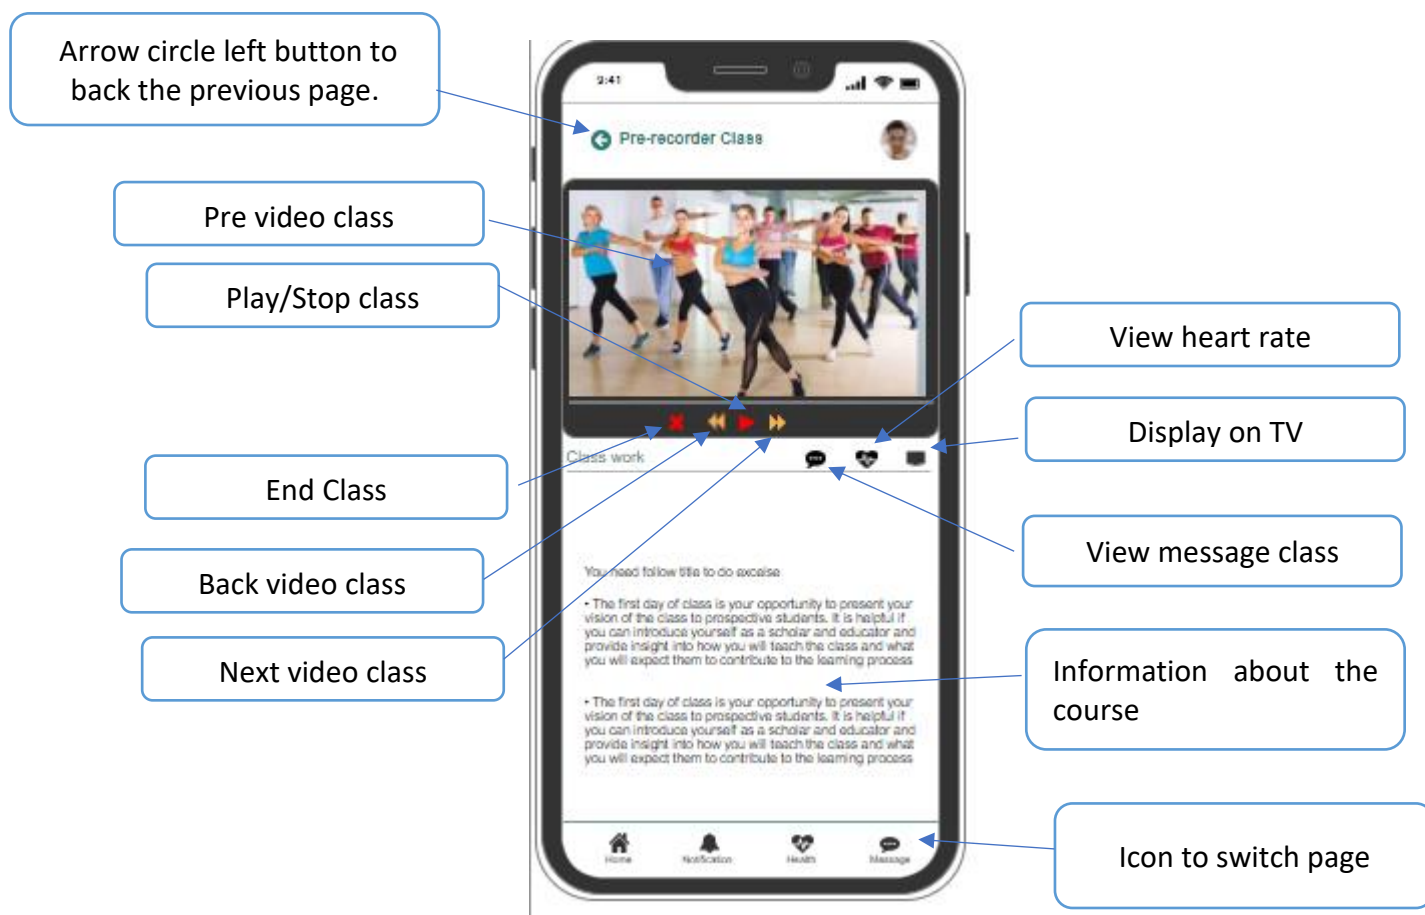 Arrow circle left button to
back the previous page.
Pre video class
Play/Stop class
End Class
Back video class
Next video class
9:41
Pre-recorder Class
Class work
You need follow title to do exceise
• The first day of class is your opportunity to present your
vision of the class to prospective students. It is helpful if
you can introduce yourself as a scholar and educator and
provide insight into how you will teach the class and what
you will expect them to contribute to the learning process
• The first day of class is your opportunity to present your
vision of the class to prospective students. It is helpful if
you can introduce yourself as a scholar and educator and
provide insight into how you will teach the class and what
you will expect them to contribute to the learning process
Home
Notification
Health
Message
View heart rate
Display on TV
View message class
Information about the
course
Icon to switch page